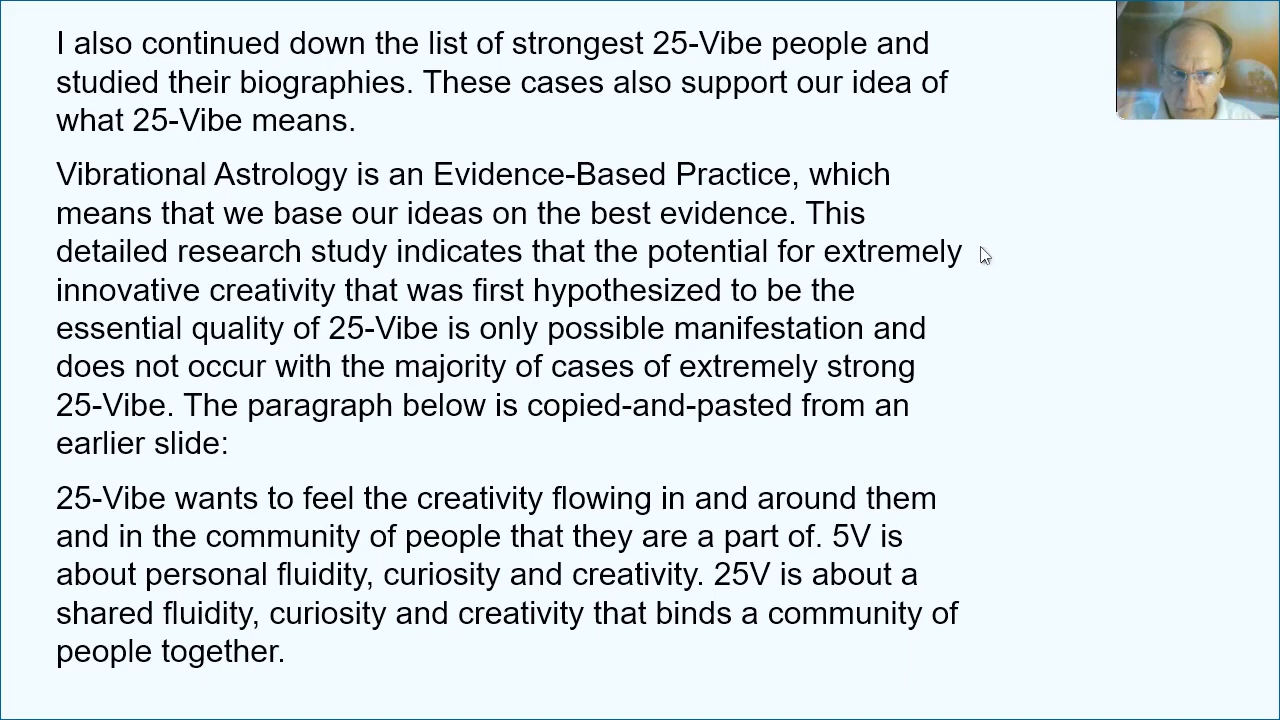 I also continued down the list of strongest 25-Vibe people and
studied their biographies. These cases also support our idea of
what 25-Vibe means.
Vibrational Astrology is an Evidence-Based Practice, which
means that we base our ideas on the best evidence. This
detailed research study indicates that the potential for extremely
innovative creativity that was first hypothesized to be the
essential quality of 25-Vibe is only possible manifestation and
does not occur with the majority of cases of extremely strong
25-Vibe. The paragraph below is copied-and-pasted from an
earlier slide:
25-Vibe wants to feel the creativity flowing in and around them
and in the community of people that they are a part of. 5V is
about personal fluidity, curiosity and creativity. 25V is about a
shared fluidity, curiosity and creativity that binds a community of
people together.